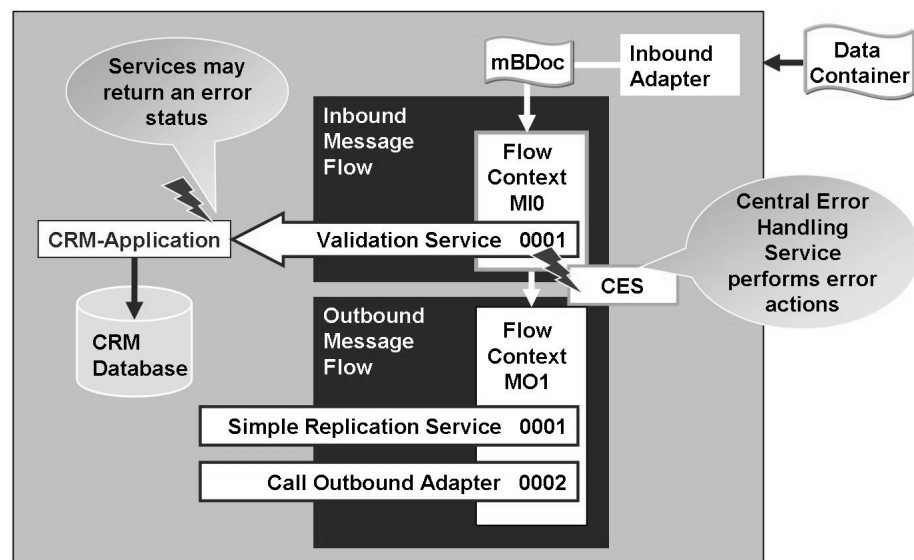 Services may
return an error
status
mBDoc
Inbound
Adapter
Data
Container
Inbound
Message
Flow
Flow
Context
MI0
CRM-Application
Validation Service 0001
Central Error
Handling
Service
performs error
actions
CES
CRM
Database
Outbound
Message
Flow
Flow
Context
MO1
Simple Replication Service 0001
Call Outbound Adapter 0002